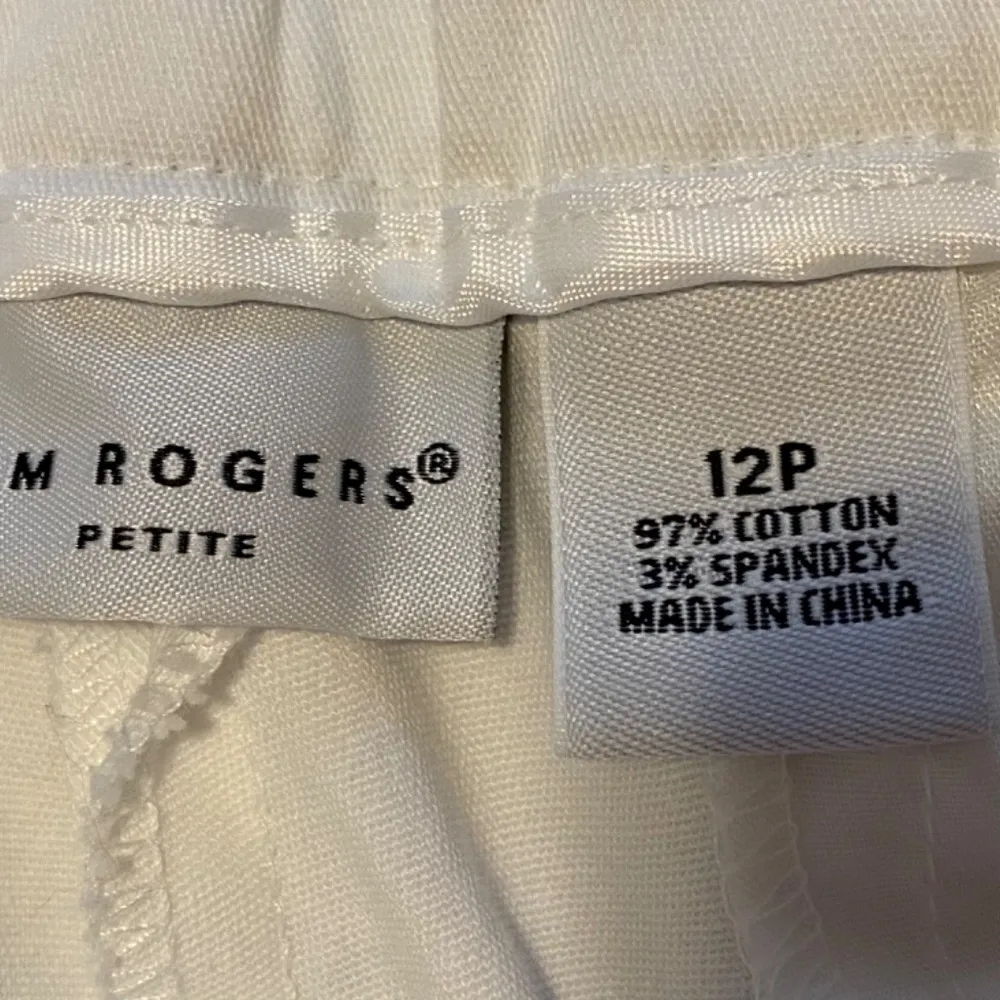 M ROGERS®
PETITE
12P
97% COTTON
3% SPANDEX
MADE IN CHINA